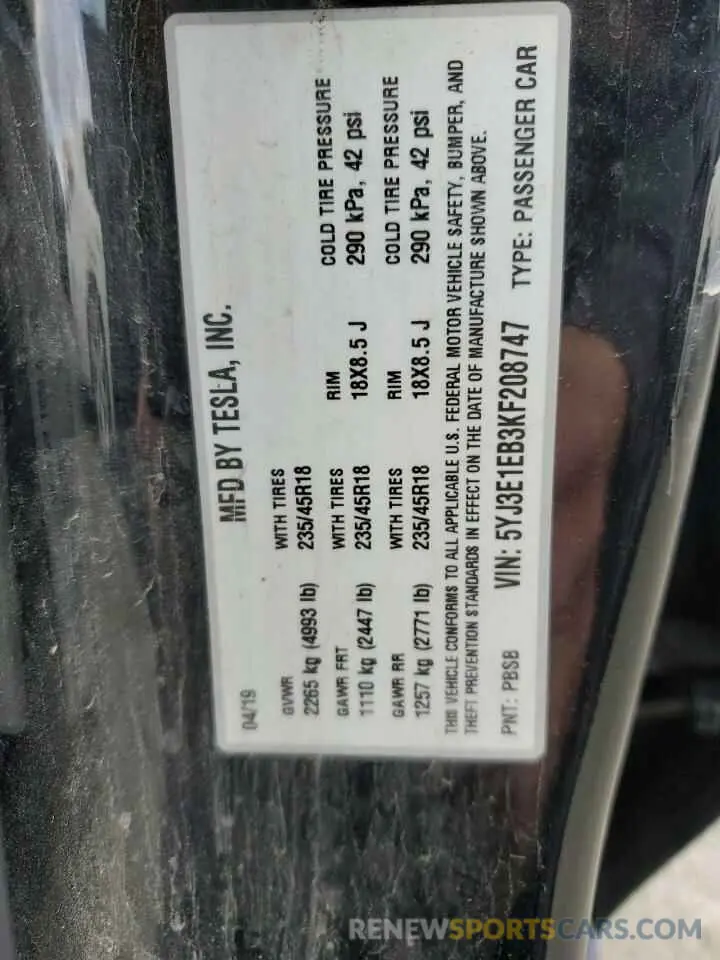 MFD BY TESLA, INC.
04/19
GVWR WITH TIRES RIM COLD TIRE PRESSURE
2265 kg (4993 lb) 235/45R18
GAWR FRT WITH TIRES RIM COLD TIRE PRESSURE
1110 kg (2447 lb) 235/45R18 18X8.5 J 290 kPa, 42 psi
GAWR RR WITH TIRES RIM COLD TIRE PRESSURE
1257 kg (2771 lb) 235/45R18 18X8.5 J 290 kPa, 42 psi
THIS VEHICLE CONFORMS TO ALL APPLICABLE U.S. FEDERAL MOTOR VEHICLE SAFETY, BUMPER, AND
THEFT PREVENTION STANDARDS IN EFFECT ON THE DATE OF MANUFACTURE SHOWN ABOVE.
PNT: PBSB VIN: 5YJ3E1EB3KF208747 TYPE: PASSENGER CAR
RENEWSPORTSCARS.COM